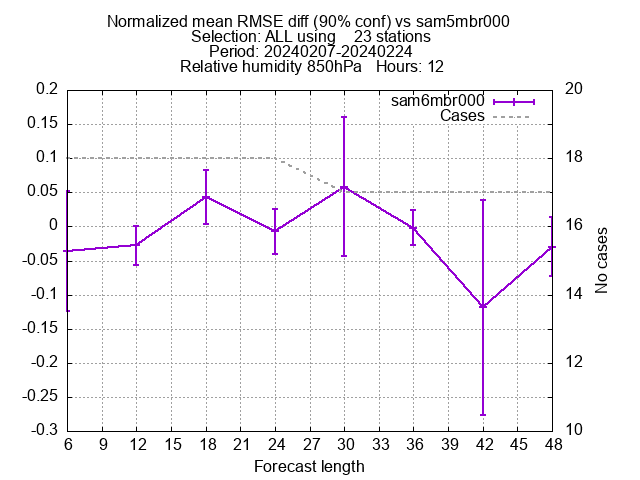 Normalized mean RMSE diff (90% conf) vs sam5mbr000
Selection: ALL using    23 stations
Period: 20240207-20240224
Relative humidity 850hPa   Hours: 12
sam6mbr000
Cases
0.2
0.15
0.1
0.05
0
-0.05
-0.1
-0.15
-0.2
-0.25
-0.3
20
18
16
14
12
10
No cases
6 9 12 15 18 21 24 27 30 33 36 39 42 45 48
Forecast length